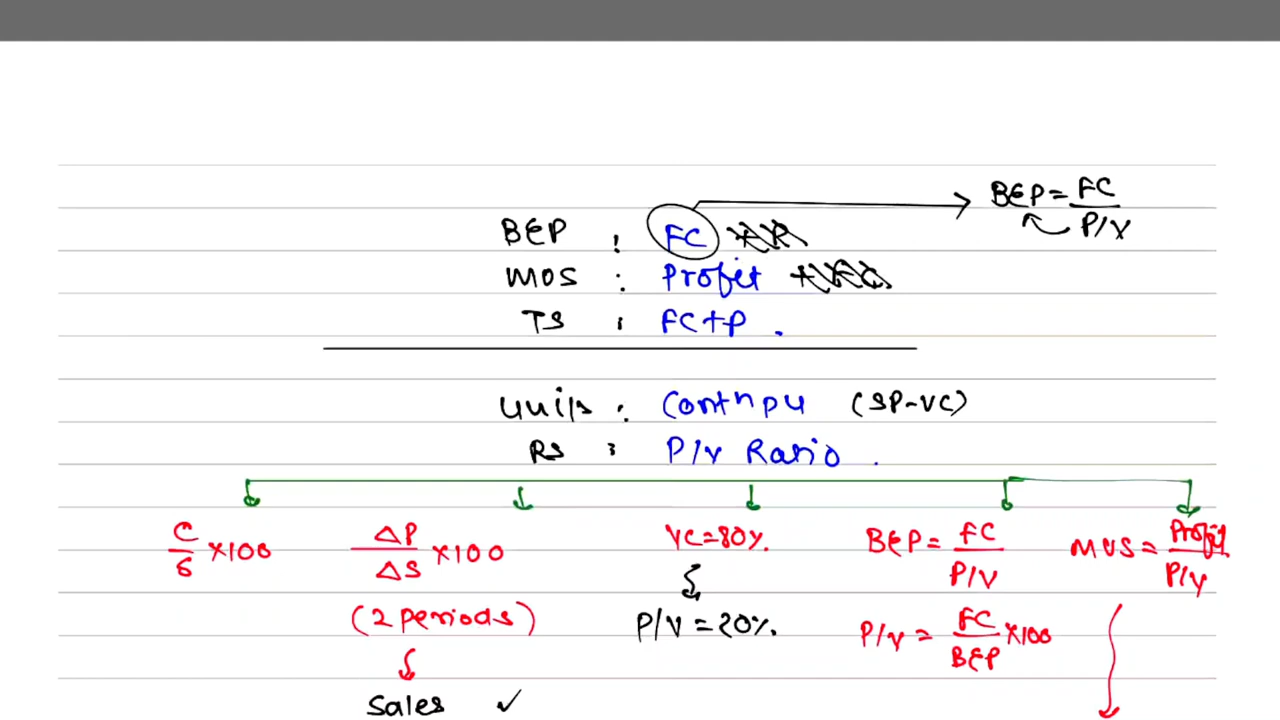 BEP = FC / P/V
BEP : FC
MOS : Profit
TS : FC+P .
Units : Contn pu (SP-VC)
RS : P/V Ratio .
C/S ×100 ΔP/ΔS ×100 VC=80%. BEP = FC / P/V MOS = Profit / P/V
(2 Periods) P/V = 20%. P/V = FC/BEP ×100
Sales ✓